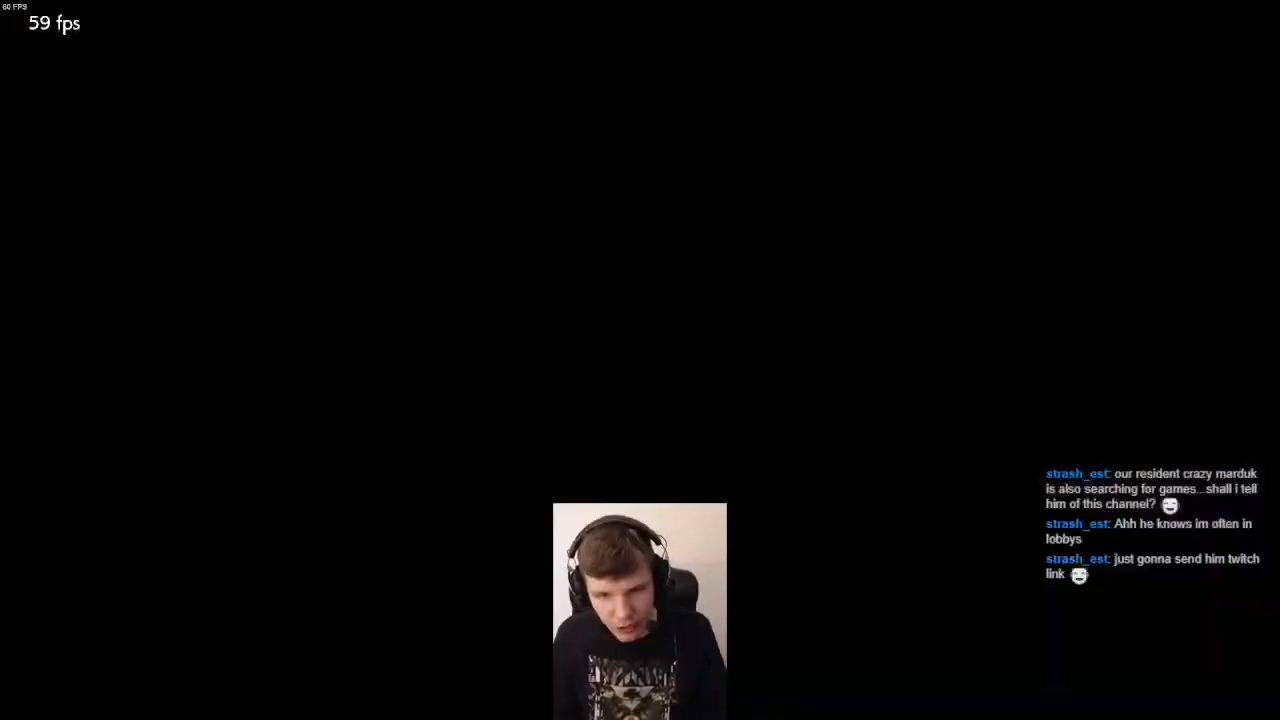 60 FPS
59 fps
strash_est: our resident crazy marduk
is also searching for games...shall i tell
him of this channel?
strash_est: Ahh he knows im often in
lobbys
strash_est: just gonna send him twitch
link